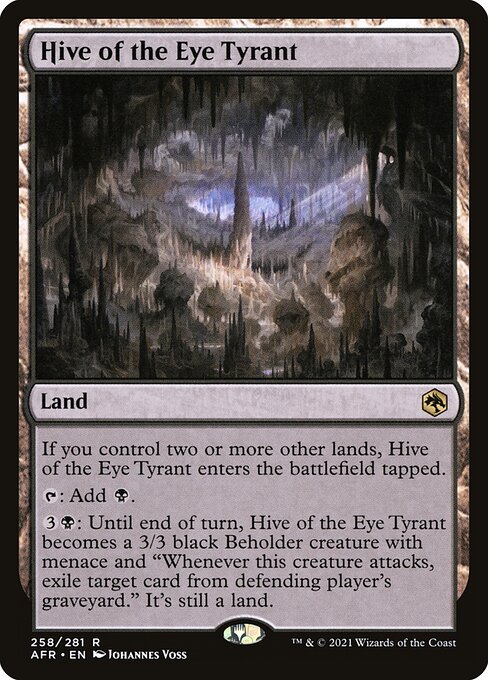 Hive of the Eye Tyrant
Land
If you control two or more other lands, Hive
of the Eye Tyrant enters the battlefield tapped.
: Add .
3: Until end of turn, Hive of the Eye Tyrant
becomes a 3/3 black Beholder creature with
menace and “Whenever this creature attacks,
exile target card from defending player’s
graveyard.” It’s still a land.
258/281 R
AFR • EN Johannes Voss
™ & © 2021 Wizards of the Coast